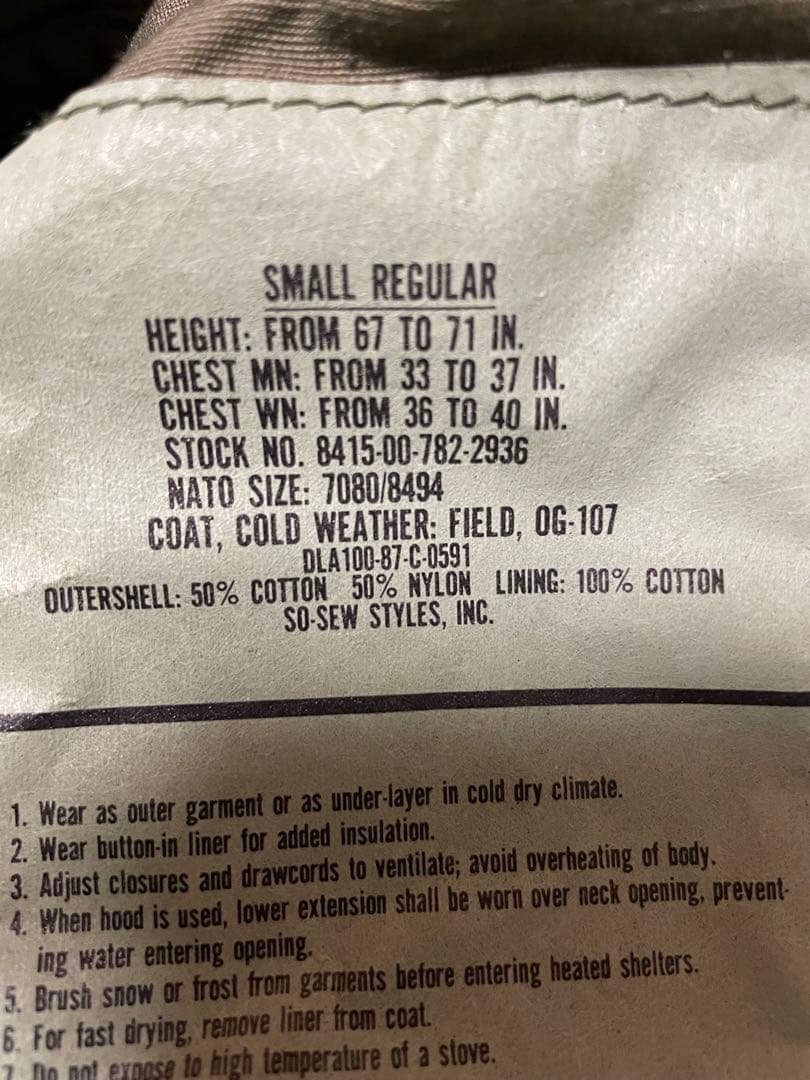 SMALL REGULAR
HEIGHT: FROM 67 TO 71 IN.
CHEST MN: FROM 33 TO 37 IN.
CHEST WN: FROM 36 TO 40 IN.
STOCK NO. 8415-00-782-2936
NATO SIZE: 7080/8494
COAT, COLD WEATHER: FIELD, OG-107
DLA100-87-C-0591
OUTERSHELL: 50% COTTON 50% NYLON LINING: 100% COTTON
SO-SEW STYLES, INC.
1. Wear as outer garment or as under-layer in cold dry climate.
2. Wear button-in liner for added insulation.
3. Adjust closures and drawcords to ventilate; avoid overheating of body.
4. When hood is used, lower extension shall be worn over neck opening, prevent-
ing water entering opening.
5. Brush snow or frost from garments before entering heated shelters.
6. For fast drying, remove liner from coat.
7. Do not expose to high temperature of a stove.